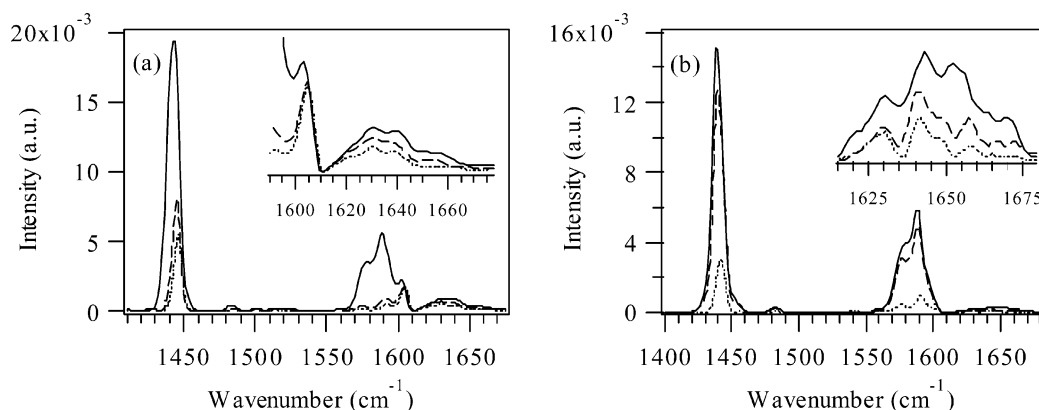 20x10⁻³
(a)
15
10
5
0
Intensity (a.u.)
1600 1620 1640 1660
1450 1500 1550 1600 1650
Wavenumber (cm⁻¹)
16x10⁻³
(b)
12
8
4
0
Intensity (a.u.)
1625 1650 1675
1400 1450 1500 1550 1600 1650
Wavenumber (cm⁻¹)